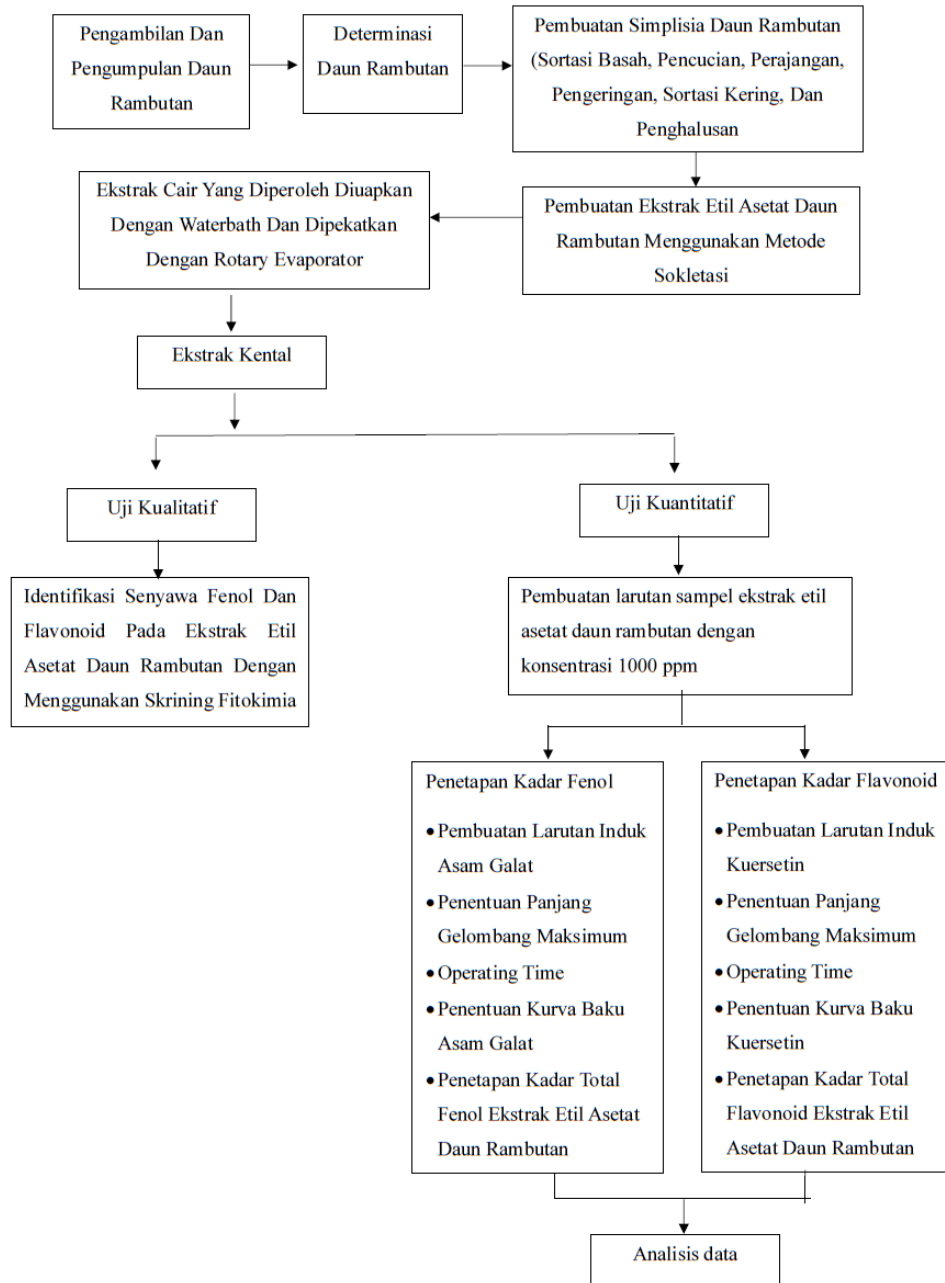 Pengambilan Dan
Pengumpulan Daun
Rambutan
Determinasi
Daun Rambutan
Pembuatan Simplisia Daun Rambutan
(Sortasi Basah, Pencucian, Perajangan,
Pengeringan, Sortasi Kering, Dan
Penghalusan
Ekstrak Cair Yang Diperoleh Diuapkan
Dengan Waterbath Dan Dipekatkan
Dengan Rotary Evaporator
Pembuatan Ekstrak Etil Asetat Daun
Rambutan Menggunakan Metode
Sokletasi
Ekstrak Kental
Uji Kualitatif
Uji Kuantitatif
Identifikasi Senyawa Fenol Dan
Flavonoid Pada Ekstrak Etil
Asetat Daun Rambutan Dengan
Menggunakan Skrining Fitokimia
Pembuatan larutan sampel ekstrak etil
asetat daun rambutan dengan
konsentrasi 1000 ppm
Penetapan Kadar Fenol
• Pembuatan Larutan Induk
Asam Galat
• Penentuan Panjang
Gelombang Maksimum
• Operating Time
• Penentuan Kurva Baku
Asam Galat
• Penetapan Kadar Total
Fenol Ekstrak Etil Asetat
Daun Rambutan
Penetapan Kadar Flavonoid
• Pembuatan Larutan Induk
Kuersetin
• Penentuan Panjang
Gelombang Maksimum
• Operating Time
• Penentuan Kurva Baku
Kuersetin
• Penetapan Kadar Total
Flavonoid Ekstrak Etil
Asetat Daun Rambutan
Analisis data